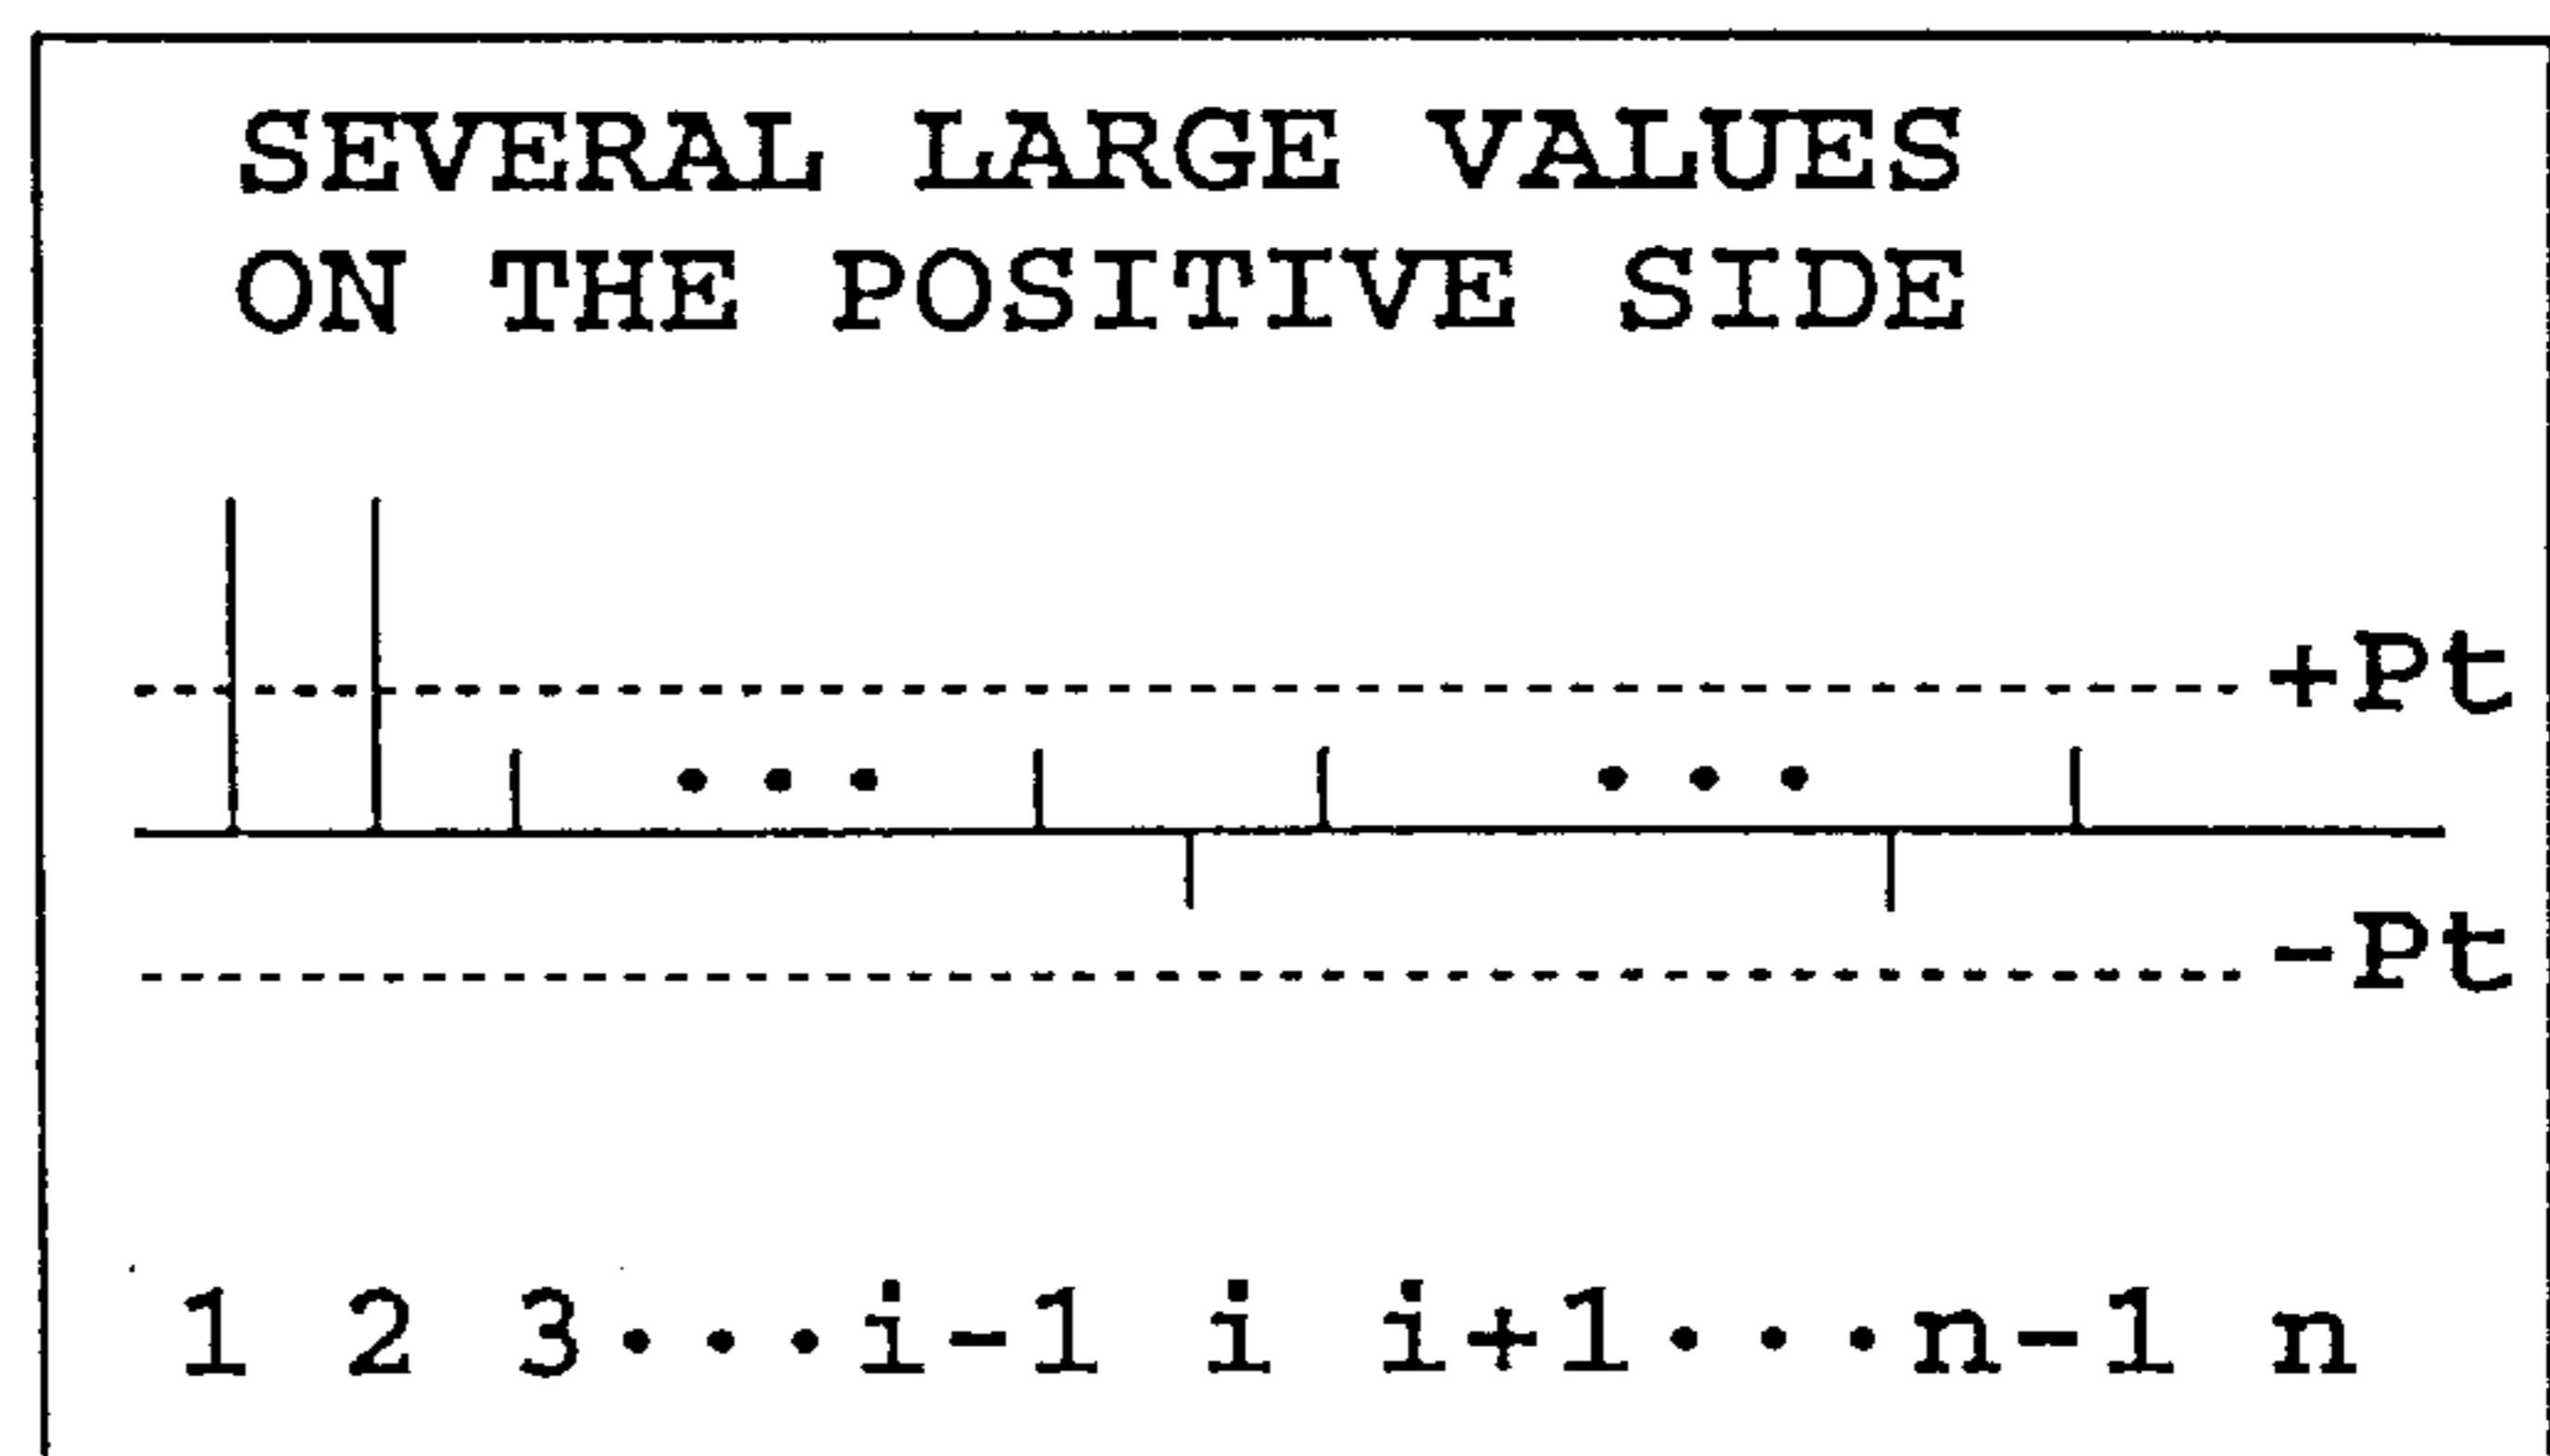 SEVERAL LARGE VALUES
ON THE POSITIVE SIDE
+Pt
-Pt
1 2 3···i-1 i i+1···n-1 n